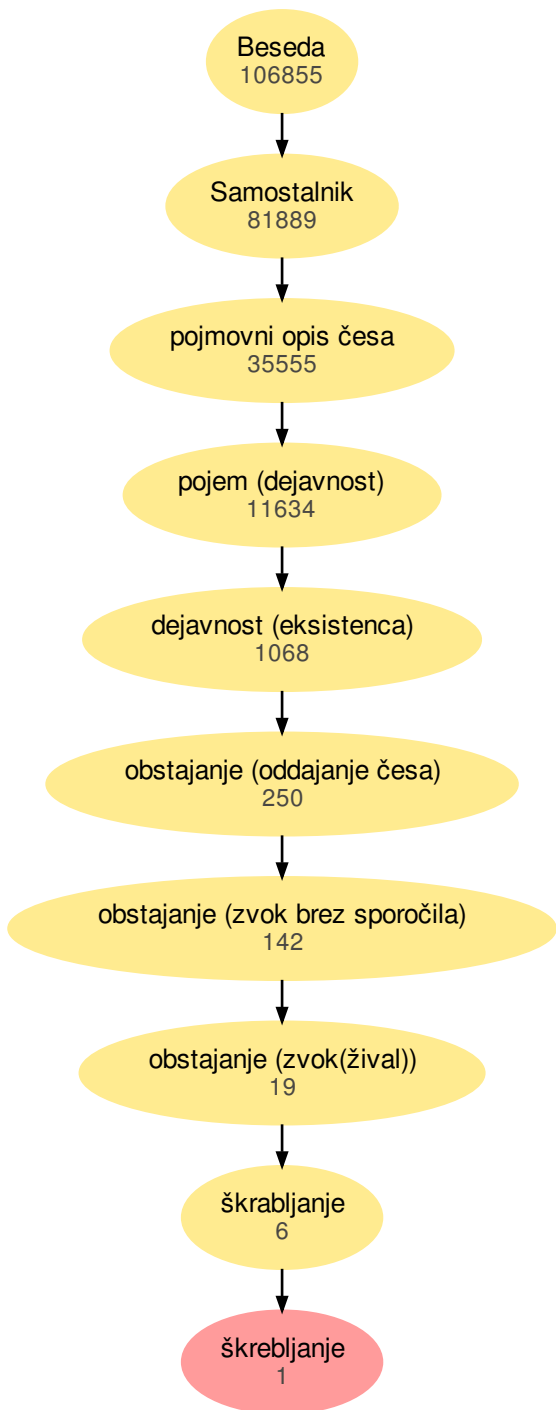 Beseda
106855
Samostalnik
81889
pojmovni opis česa
35555
pojem (dejavnost)
11634
dejavnost (eksistenca)
1068
obstajanje (oddajanje česa)
250
obstajanje (zvok brez sporočila)
142
obstajanje (zvok(žival))
19
škrabljanje
6
škrebljanje
1